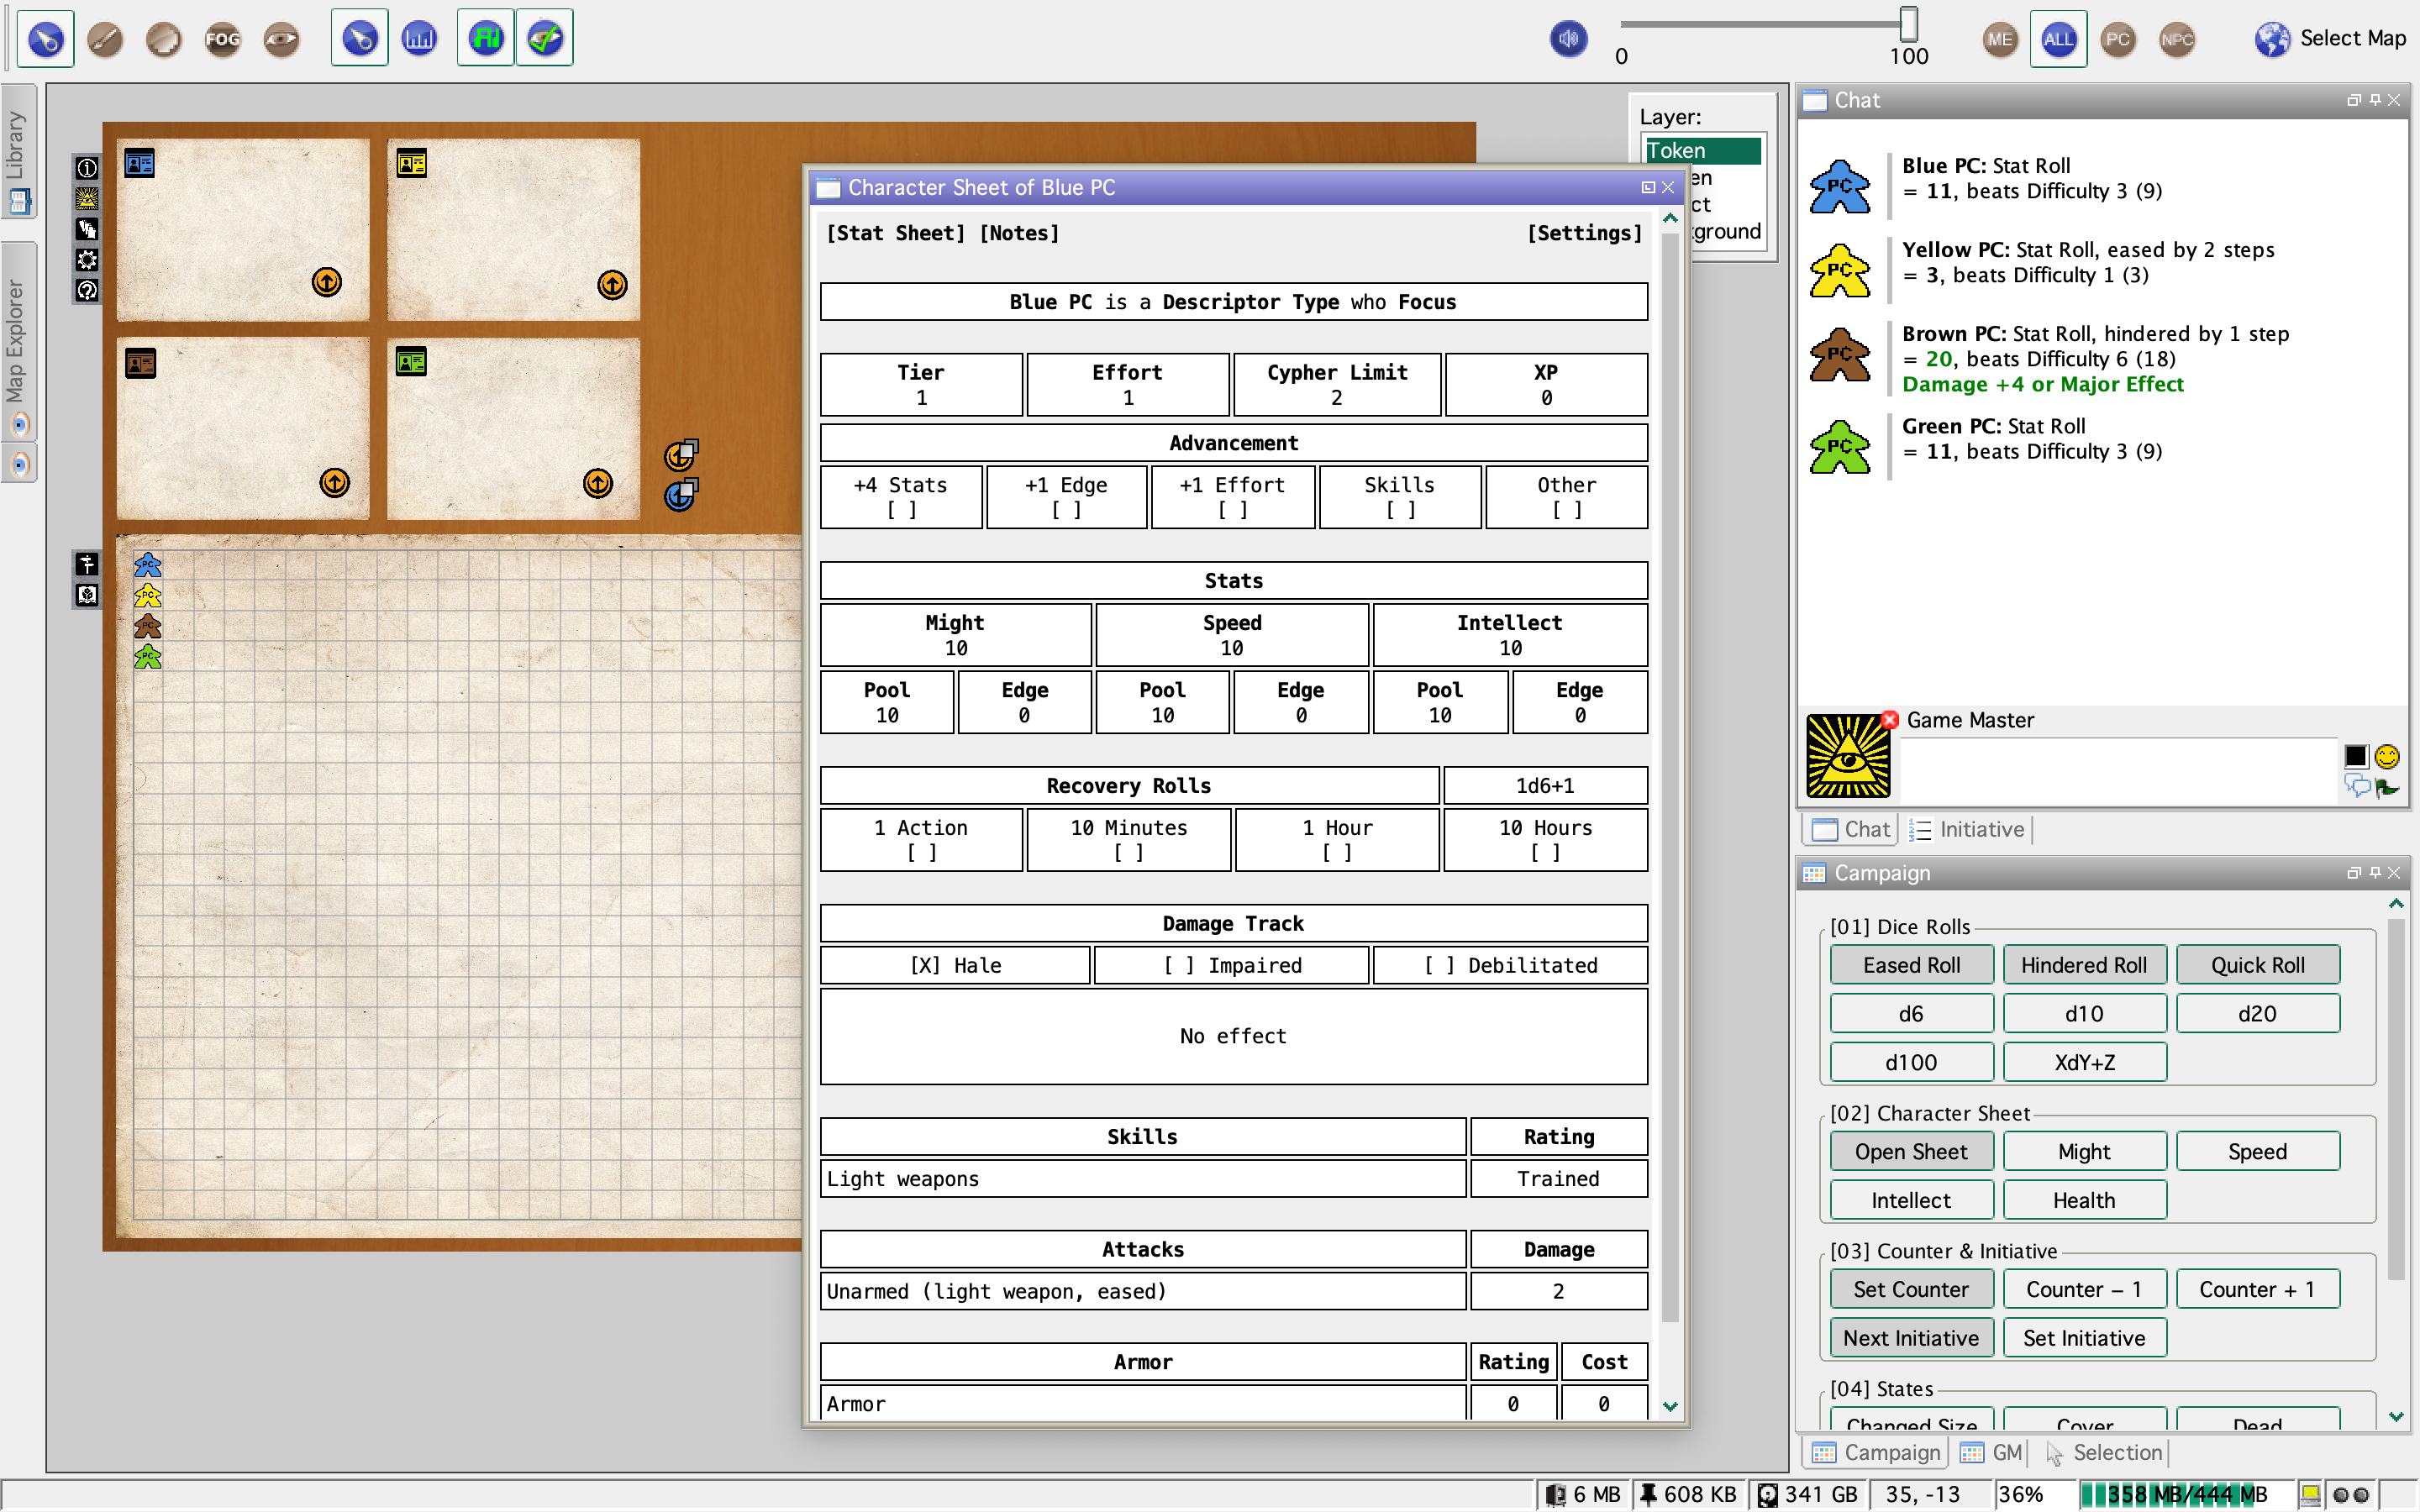 FOG
0
100
ME
ALL
PC
NPC
Select Map
Library
Map Explorer
Layer:
Token
en
ct
ground
Character Sheet of Blue PC
[Stat Sheet] [Notes]
[Settings]
Blue PC is a Descriptor Type who Focus
Tier
1
Effort
1
Cypher Limit
2
XP
0
Advancement
+4 Stats
[ ]
+1 Edge
[ ]
+1 Effort
[ ]
Skills
[ ]
Other
[ ]
Stats
Might
10
Speed
10
Intellect
10
Pool
10
Edge
0
Pool
10
Edge
0
Pool
10
Edge
0
Recovery Rolls
1d6+1
1 Action
[ ]
10 Minutes
[ ]
1 Hour
[ ]
10 Hours
[ ]
Damage Track
[X] Hale
[ ] Impaired
[ ] Debilitated
No effect
Skills
Rating
Light weapons
Trained
Attacks
Damage
Unarmed (light weapon, eased)
2
Armor
Rating
Cost
Armor
0
0
PC
PC
PC
PC
Chat
PC
Blue PC: Stat Roll
= 11, beats Difficulty 3 (9)
PC
Yellow PC: Stat Roll, eased by 2 steps
= 3, beats Difficulty 1 (3)
PC
Brown PC: Stat Roll, hindered by 1 step
= 20, beats Difficulty 6 (18)
Damage +4 or Major Effect
PC
Green PC: Stat Roll
= 11, beats Difficulty 3 (9)
Game Master
Chat
Initiative
Campaign
[01] Dice Rolls
Eased Roll
Hindered Roll
Quick Roll
d6
d10
d20
d100
XdY+Z
[02] Character Sheet
Open Sheet
Might
Speed
Intellect
Health
[03] Counter & Initiative
Set Counter
Counter – 1
Counter + 1
Next Initiative
Set Initiative
[04] States
Changed Size
Cover
Dead
Campaign
GM
Selection
6 MB
608 KB
341 GB
35, -13
36%
358 MB/444 MB